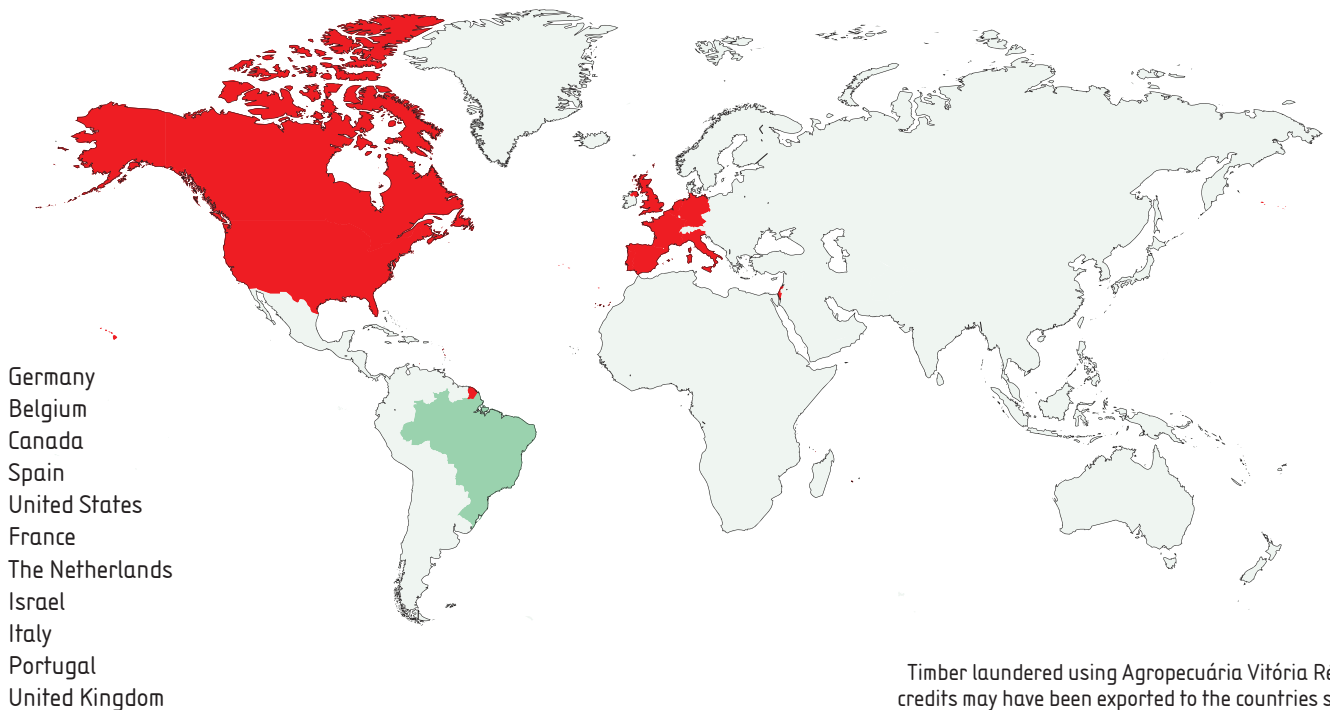 Germany
Belgium
Canada
Spain
United States
France
The Netherlands
Israel
Italy
Portugal
United Kingdom
Timber laundered using Agropecuária Vitória Re
credits may have been exported to the countries s